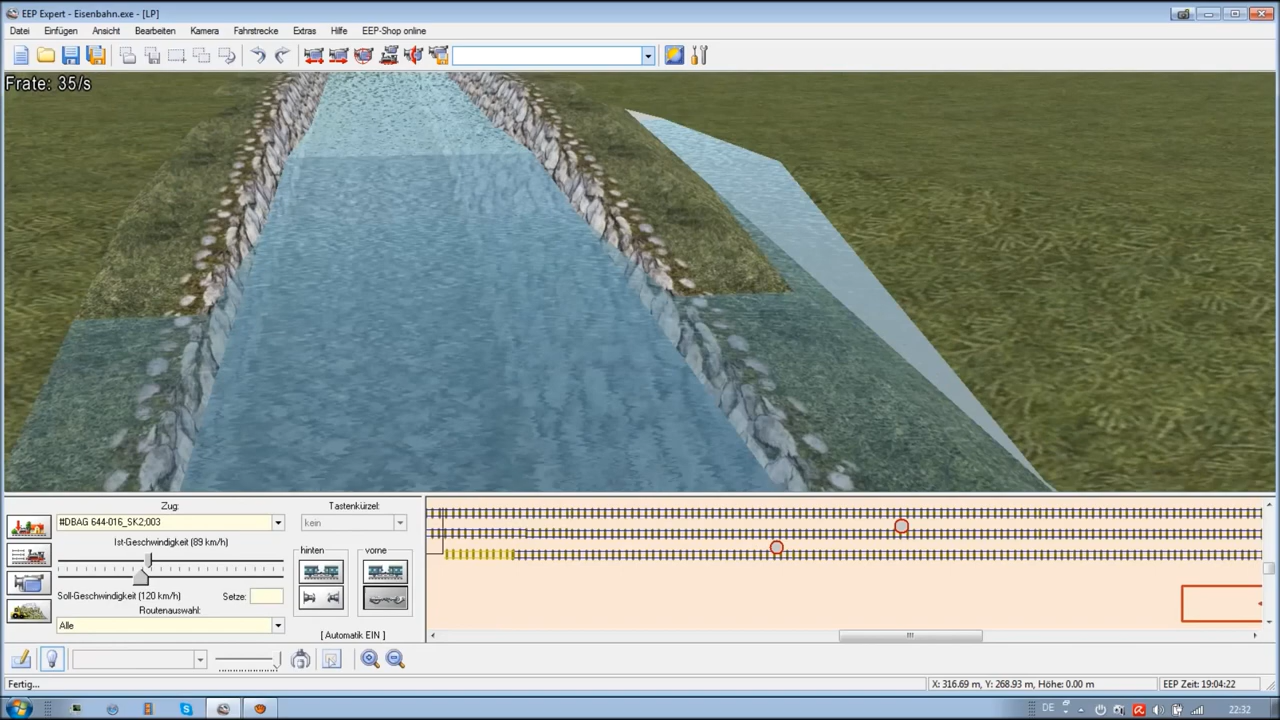 EEP Expert - Eisenbahn.exe - [LP]
Datei Einfügen Ansicht Bearbeiten Kamera Fahrstrecke Extras Hilfe EEP-Shop online
Frate: 35/s
Zug:
#DBAG 644-016_SK2;003
Ist-Geschwindigkeit (89 km/h)
Soll-Geschwindigkeit (120 km/h) Setze:
Routenauswahl:
Alle
Tastenkürzel:
kein
hinten vorne
[ Automatik EIN ]
Fertig...
X: 316.69 m, Y: 268.93 m, Höhe: 0.00 m
EEP Zeit: 19:04:22
DE
22:32